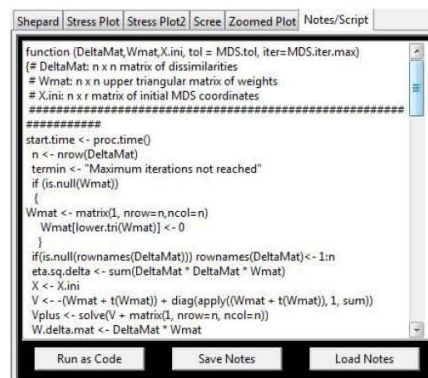 Shepard Stress Plot Stress Plot2 Scree Zoomed Plot Notes/Script
function (DeltaMat,Wmat,X.ini, tol = MDS.tol, iter=MDS.iter.max)
{# DeltaMat: n x n matrix of dissimilarities
# Wmat: n x n upper triangular matrix of weights
# X.ini: n x r matrix of initial MDS coordinates
########################################################
###########
start.time <- proc.time()
n <- nrow(DeltaMat)
termin <- "Maximum iterations not reached"
if (is.null(Wmat))
{
Wmat <- matrix(1, nrow=n,ncol=n)
Wmat[lower.tri(Wmat)] <- 0
}
if(is.null(rownames(DeltaMat))) rownames(DeltaMat)<- 1:n
eta.sq.delta <- sum(DeltaMat * DeltaMat * Wmat)
X <- X.ini
V <- -(Wmat + t(Wmat)) + diag(apply((Wmat + t(Wmat)), 1, sum))
Vplus <- solve(V + matrix(1, nrow=n, ncol=n))
W.delta.mat <- DeltaMat * Wmat
Run as Code Save Notes Load Notes